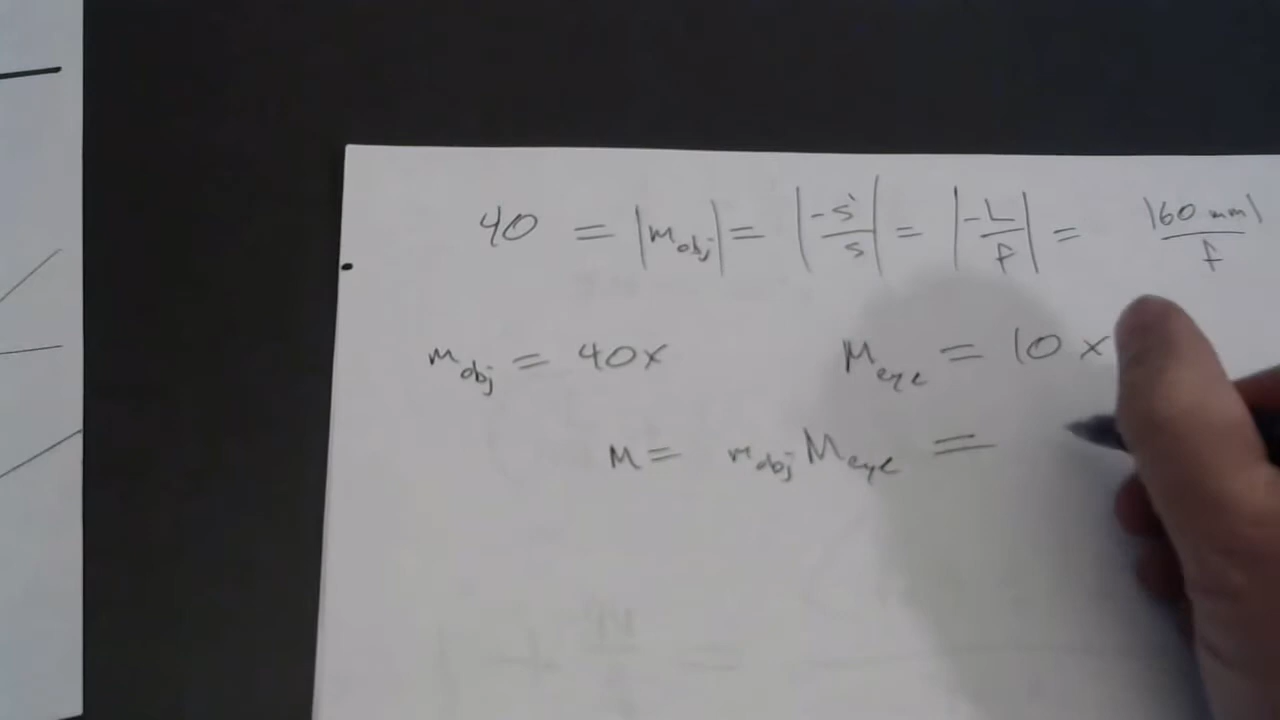 40 = |m_obj| = |-s'/s| = |-L/f| = 160 mm/f
m_obj = 40x M_eye = 10x
M = m_obj M_eye =